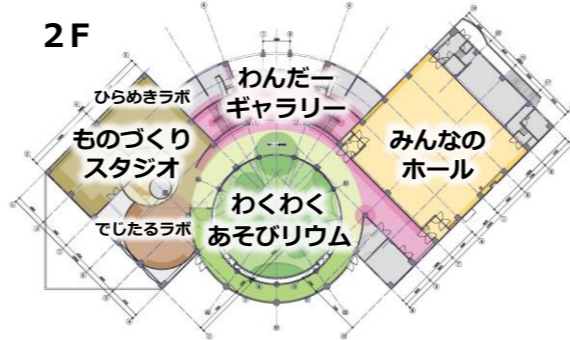 2F
わんだー
ギャラリー
ひらめきラボ
ものづくり
スタジオ
みんなの
ホール
わくわく
あそびリウム
でじたるラボ